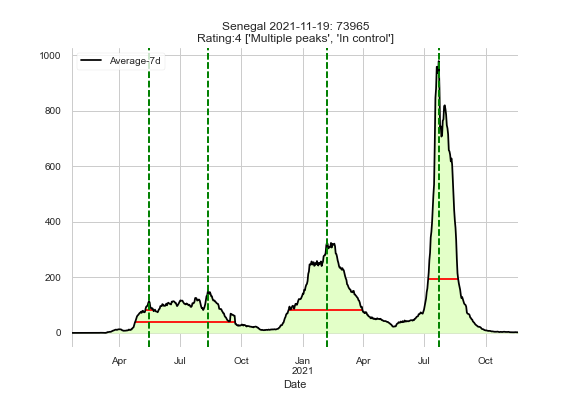 Senegal 2021-11-19: 73965
Rating:4 ['Multiple peaks', 'In control']
1000
Average-7d
800
600
400
200
0
Apr Jul Oct Jan Apr Jul Oct
2021
Date